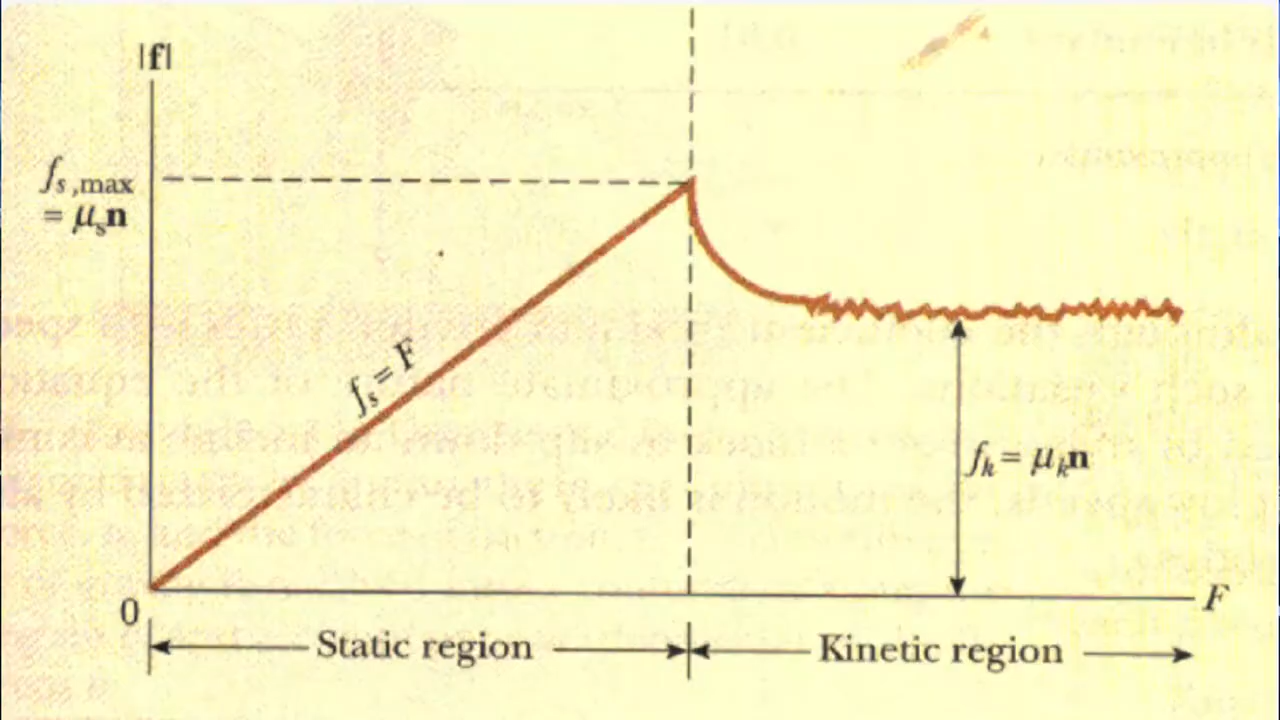 |f|
f_s,max
= μ_s n
f_s = F
f_k = μ_k n
0
F
Static region
Kinetic region